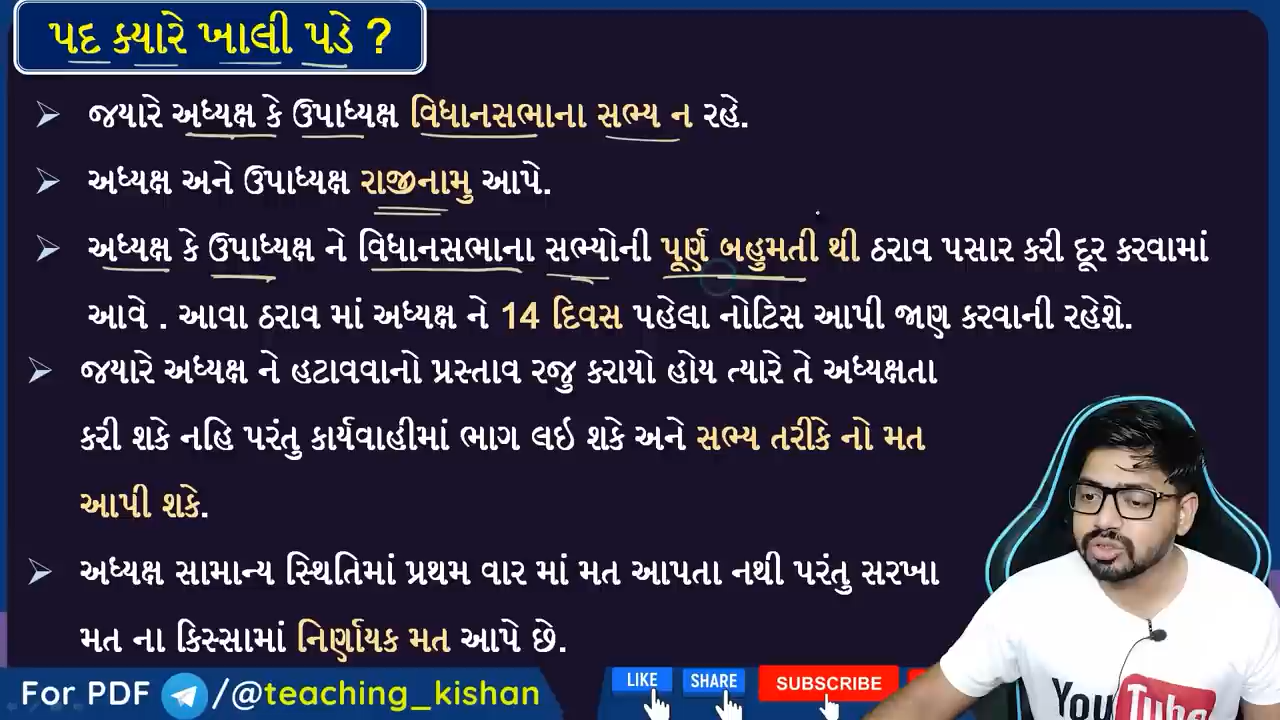 પદ ક્યારે ખાલી પડે ?
જયારે અધ્યક્ષ કે ઉપાધ્યક્ષ વિધાનસભાના સભ્ય ન રહે.
અધ્યક્ષ અને ઉપાધ્યક્ષ રાજીનામુ આપે.
અધ્યક્ષ કે ઉપાધ્યક્ષ ને વિધાનસભાના સભ્યોની પૂર્ણ બહુમતી થી ઠરાવ પસાર કરી દૂર કરવામાં
આવે . આવા ઠરાવ માં અધ્યક્ષ ને 14 દિવસ પહેલા નોટિસ આપી જાણ કરવાની રહેશે.
જયારે અધ્યક્ષ ને હટાવવાનો પ્રસ્તાવ રજુ કરાયો હોય ત્યારે તે અધ્યક્ષતા
કરી શકે નહિ પરંતુ કાર્યવાહીમાં ભાગ લઇ શકે અને સભ્ય તરીકે નો મત
આપી શકે.
અધ્યક્ષ સામાન્ય સ્થિતિમાં પ્રથમ વાર માં મત આપતા નથી પરંતુ સરખા
મત ના કિસ્સામાં નિર્ણાયક મત આપે છે.
For PDF /@teaching_kishan
LIKE SHARE SUBSCRIBE
You Tube